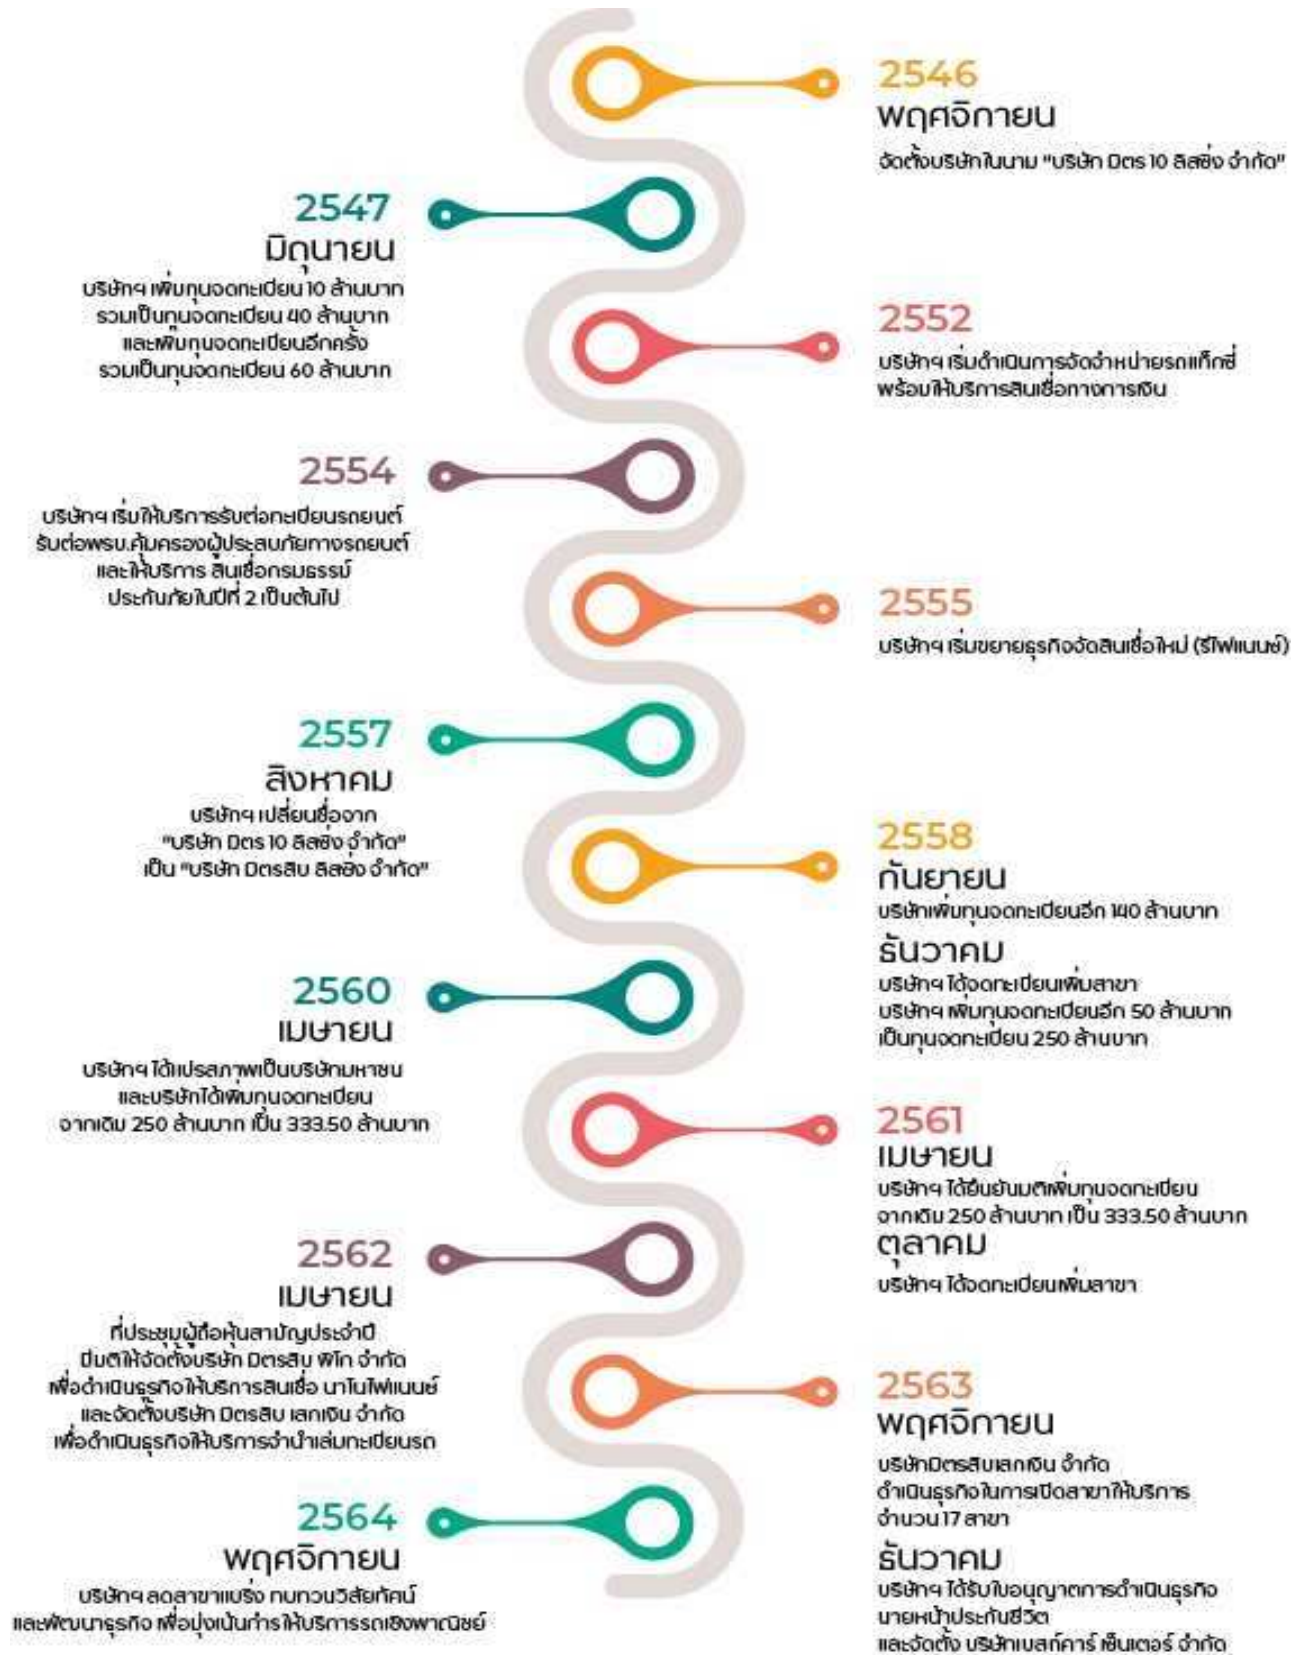 2546
พฤศจิกายน
จัดตั้งบริษัทในนาม "บริษัท มิตร 10 ลิสซิ่ง จำกัด"
2547
มิถุนายน
บริษัทฯ เพิ่มทุนจดทะเบียน 10 ล้านบาท
รวมเป็นทุนจดทะเบียน 40 ล้านบาท
และเพิ่มทุนจดทะเบียนอีกครั้ง
รวมเป็นทุนจดทะเบียน 60 ล้านบาท
2552
บริษัทฯ เริ่มดำเนินการจัดจำหน่ายรถแท็กซี่
พร้อมให้บริการสินเชื่อทางการเงิน
2554
บริษัทฯ เริ่มให้บริการรับต่อทะเบียนรถยนต์
รับต่อพรบ.คุ้มครองผู้ประสบภัยทางรถยนต์
และให้บริการ สินเชื่อกรมธรรม์
ประกันภัยในปีที่ 2 เป็นต้นไป
2555
บริษัทฯ เริ่มขยายธุรกิจจัดสินเชื่อใหม่ (รีไฟแนนซ์)
2557
สิงหาคม
บริษัทฯ เปลี่ยนชื่อจาก
"บริษัท มิตร 10 ลิสซิ่ง จำกัด"
เป็น "บริษัท มิตรสิบ ลิสซิ่ง จำกัด"
2558
กันยายน
บริษัทเพิ่มทุนจดทะเบียนอีก 140 ล้านบาท
ธันวาคม
บริษัทฯ ได้จดทะเบียนเพิ่มสาขา
บริษัทฯ เพิ่มทุนจดทะเบียนอีก 50 ล้านบาท
เป็นทุนจดทะเบียน 250 ล้านบาท
2560
เมษายน
บริษัทฯ ได้แปรสภาพเป็นบริษัทมหาชน
และบริษัทได้เพิ่มทุนจดทะเบียน
จากเดิม 250 ล้านบาท เป็น 333.50 ล้านบาท
2561
เมษายน
บริษัทฯ ได้ยืนยันมติเพิ่มทุนจดทะเบียน
จากเดิม 250 ล้านบาท เป็น 333.50 ล้านบาท
ตุลาคม
บริษัทฯ ได้จดทะเบียนเพิ่มสาขา
2562
เมษายน
ที่ประชุมผู้ถือหุ้นสามัญประจำปี
มีมติให้จัดตั้งบริษัท มิตรสิบ พิโก จำกัด
เพื่อดำเนินธุรกิจให้บริการสินเชื่อ นาโนไฟแนนซ์
และจัดตั้งบริษัท มิตรสิบ เสกเงิน จำกัด
เพื่อดำเนินธุรกิจให้บริการจำนำเล่มทะเบียนรถ
2563
พฤศจิกายน
บริษัทมิตรสิบเสกเงิน จำกัด
ดำเนินธุรกิจในการเปิดสาขาให้บริการ
จำนวน 17 สาขา
ธันวาคม
บริษัทฯ ได้รับใบอนุญาตการดำเนินธุรกิจ
นายหน้าประกันชีวิต
และจัดตั้ง บริษัทเบสท์คาร์ เซ็นเตอร์ จำกัด
2564
พฤศจิกายน
บริษัทฯ ลดสาขาแบริ่ง ทบทวนวิสัยทัศน์
และพัฒนาธุรกิจ เพื่อมุ่งเน้นการให้บริการรถเชิงพาณิชย์